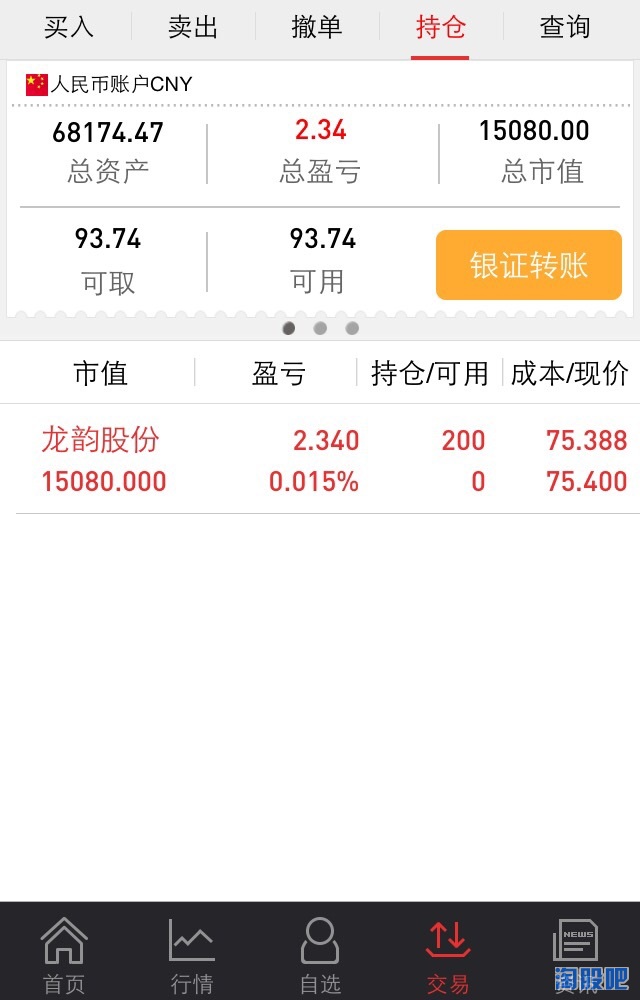 买入 卖出 撤单 持仓 查询
人民币账户CNY
68174.47 2.34 15080.00
总资产 总盈亏 总市值
93.74 93.74 银证转账
可取 可用
市值 盈亏 持仓/可用 成本/现价
龙韵股份 2.340 200 75.388
15080.000 0.015% 0 75.400
NEWS
首页 行情 自选 交易 资讯
淘股吧